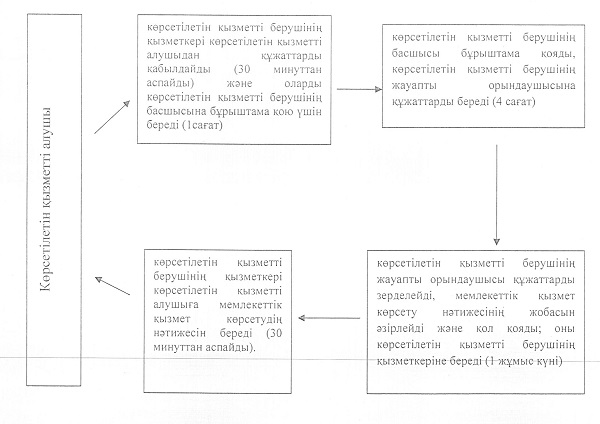 Көрсетілетін қызметті алушы
көрсетілетін қызметті берушінің
қызметкері көрсетілетін қызметті
алушыдан құжаттарды
қабылдайды (30 минуттан
аспайды) және оларды
көрсетілетін қызметті берушінің
басшысына бұрыштама қою үшін
береді (1сағат)
көрсетілетін қызметті берушінің
басшысы бұрыштама қояды,
көрсетілетін қызметті берушінің
жауапты орындаушысына
құжаттарды береді (4 сағат)
көрсетілетін қызметті берушінің
жауапты орындаушысы құжаттарды
зерделейді, мемлекеттік қызмет
көрсету нәтижесінің жобасын
әзірлейді және қол қояды; оны
көрсетілетін қызметті берушінің
қызметкеріне береді (1 жұмыс күні)
көрсетілетін қызметті
берушінің қызметкері
көрсетілетін қызметті
алушыға мемлекеттік
қызмет көрсетудің
нәтижесін береді (30
минуттан аспайды).